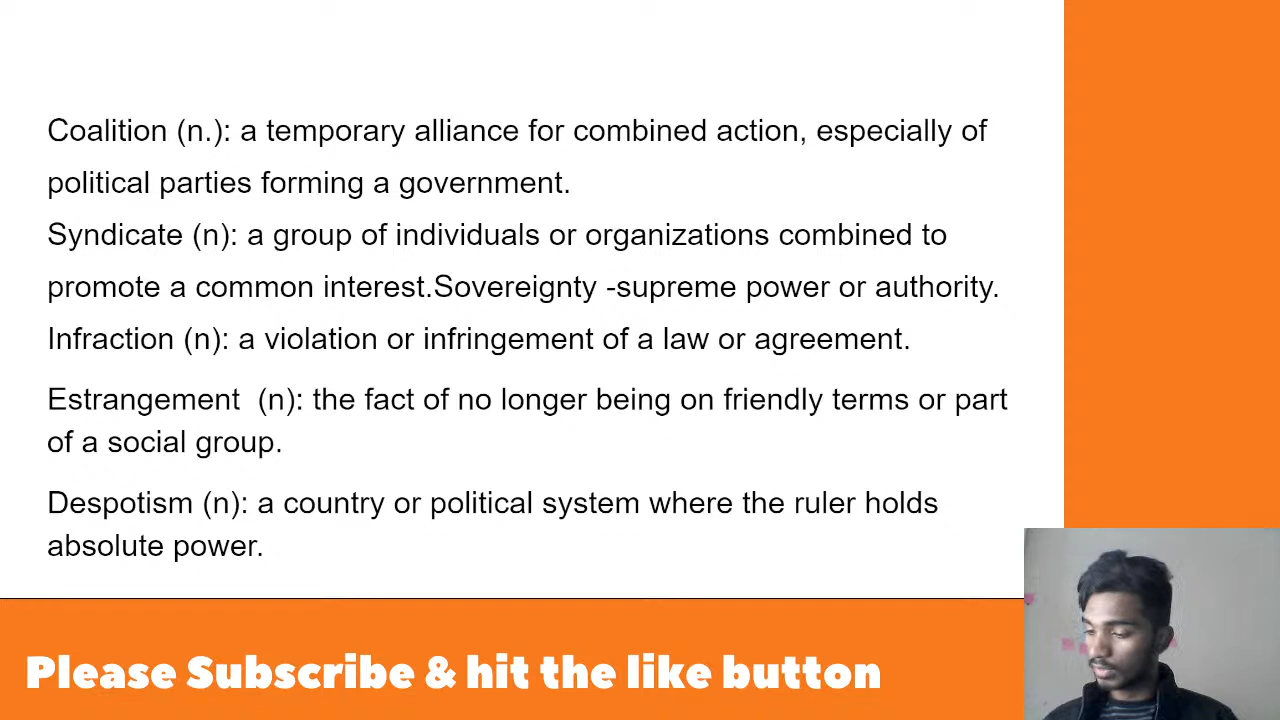 Coalition (n.): a temporary alliance for combined action, especially of
political parties forming a government.
Syndicate (n): a group of individuals or organizations combined to
promote a common interest.Sovereignty -supreme power or authority.
Infraction (n): a violation or infringement of a law or agreement.
Estrangement  (n): the fact of no longer being on friendly terms or part
of a social group.
Despotism (n): a country or political system where the ruler holds
absolute power.
Please Subscribe & hit the like button